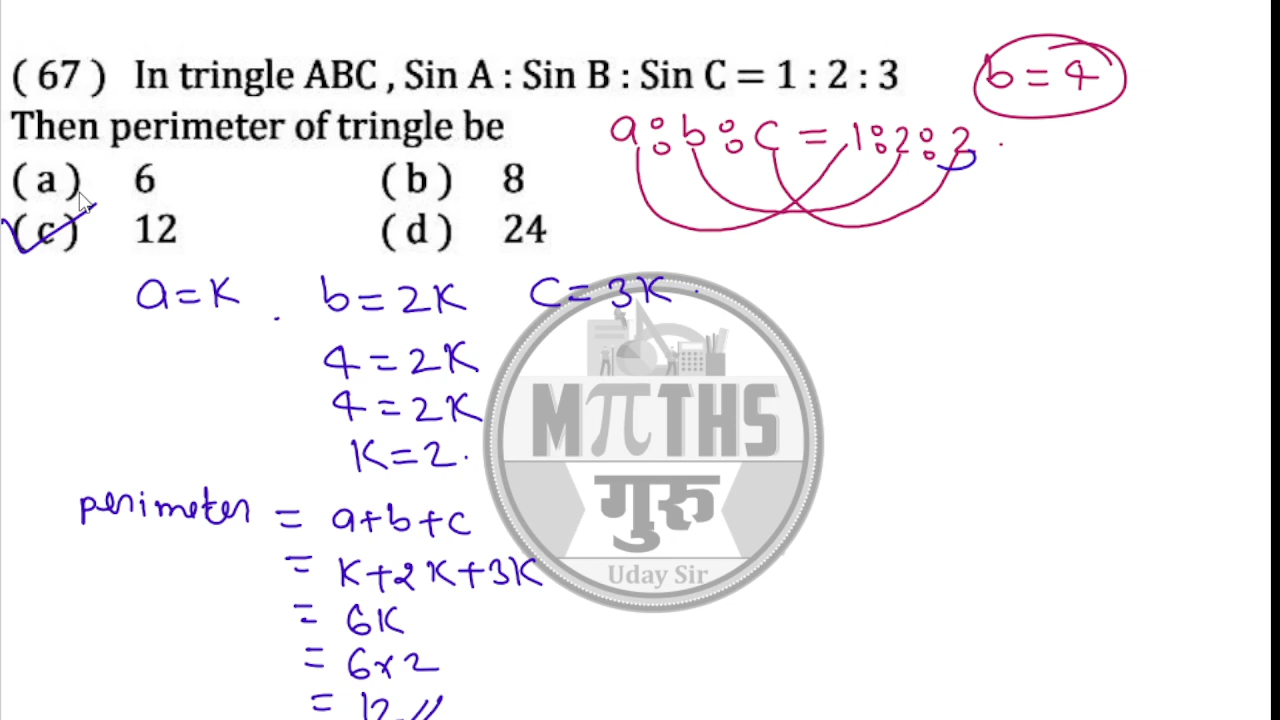 ( 67 ) In tringle ABC , Sin A : Sin B : Sin C = 1 : 2 : 3
b = 4
Then perimeter of tringle be
a : b : c = 1 : 2 : 3 .
( a ) 6 ( b ) 8
( c ) 12 ( d ) 24
a = K . b = 2K C = 3K .
4 = 2K
4 = 2K
K = 2 .
MπTHS
गुरु
Uday Sir
perimeter = a+b+c
= K+2K+3K
= 6K
= 6x2
= 12 //